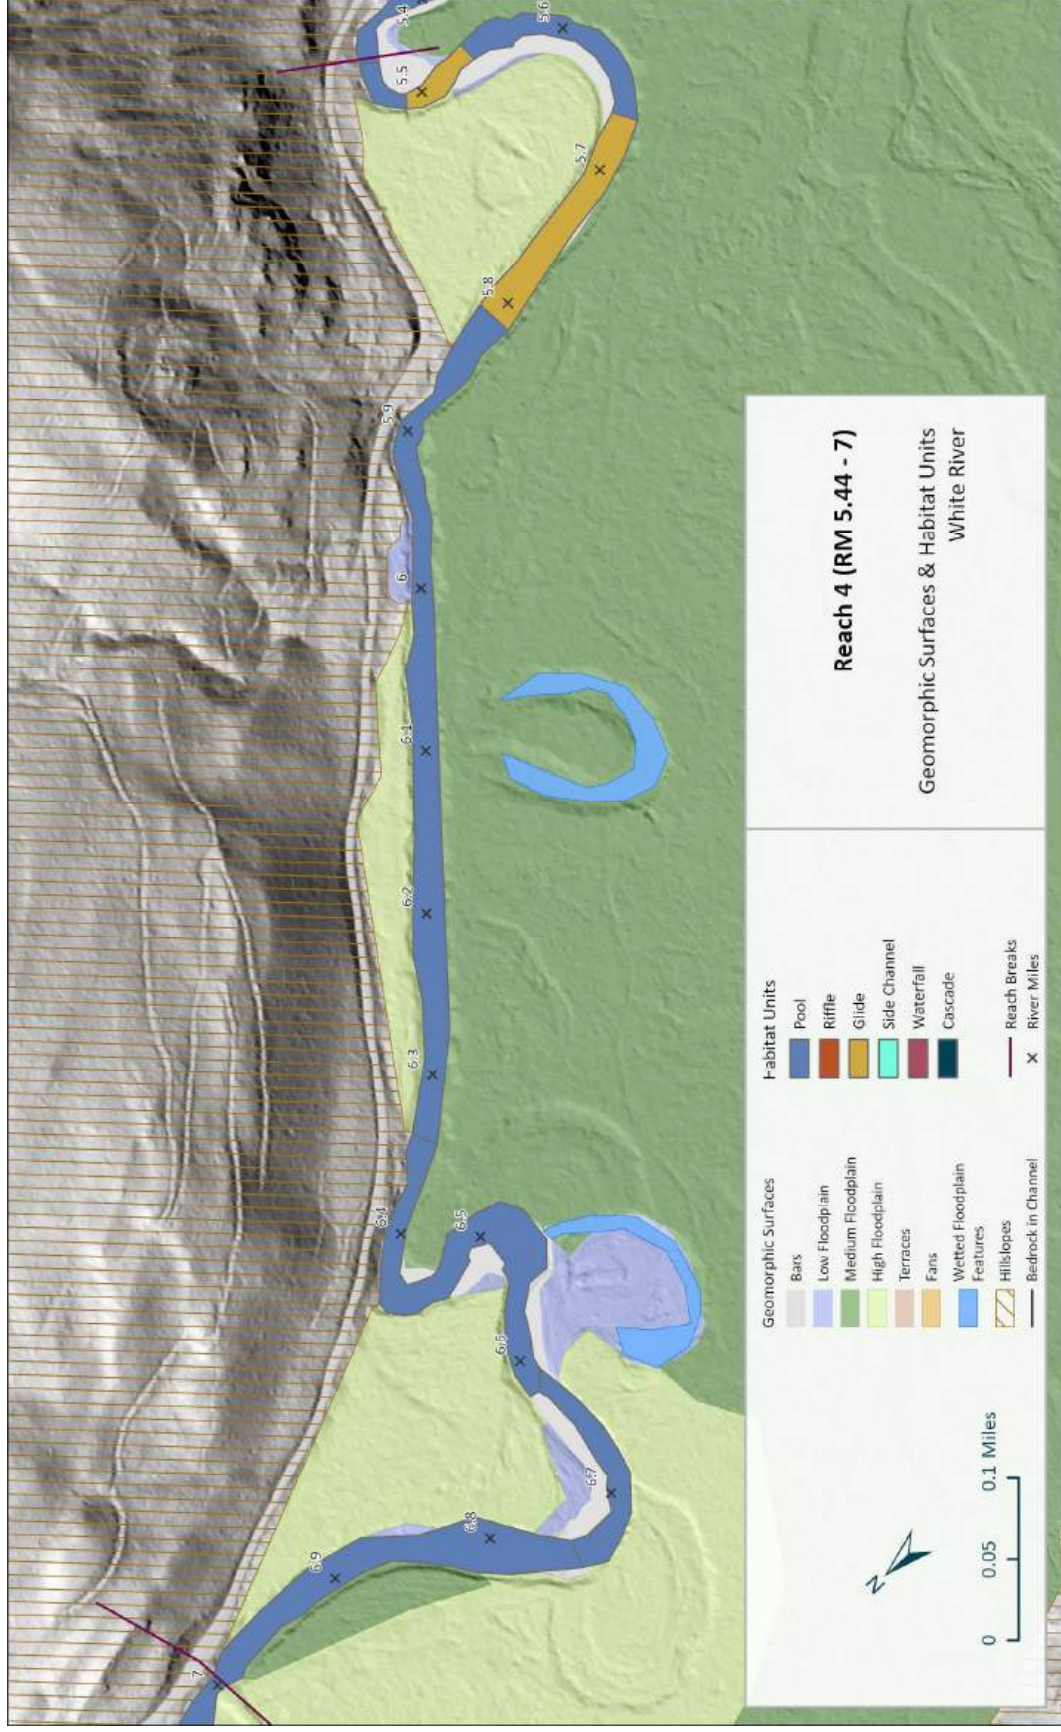 5.4
5.5
5.6
5.7
5.8
5.9
6
6.1
6.2
6.3
6.4
6.5
6.5
6.7
6.8
6.9
7
Reach 4 (RM 5.44 - 7)
Geomorphic Surfaces & Habitat Units
White River
Geomorphic Surfaces
Bars
Low Floodplain
Medium Floodplain
High Floodplain
Terraces
Fans
Wetted Floodplain
Features
Hillslopes
Bedrock in Channel
Habitat Units
Pool
Riffle
Glide
Side Channel
Waterfall
Cascade
Reach Breaks
River Miles
N
0 0.05 0.1 Miles